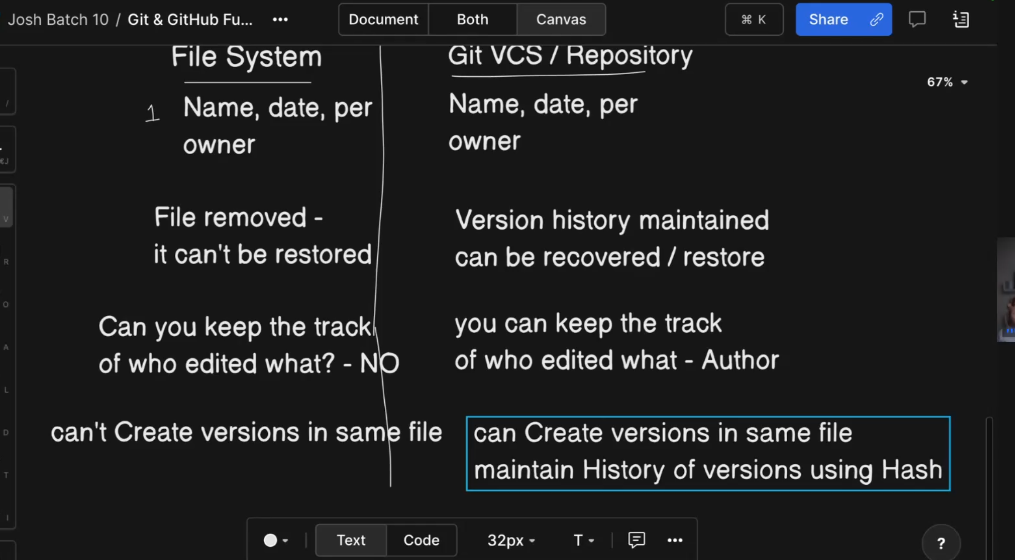 Josh Batch 10 / Git & GitHub Fu... •••
Document Both Canvas
⌘ K
Share
67%
File System
Git VCS / Repository
1 Name, date, per
owner
Name, date, per
owner
File removed -
it can't be restored
Version history maintained
can be recovered / restore
Can you keep the track
of who edited what? - NO
you can keep the track
of who edited what - Author
can't Create versions in same file
can Create versions in same file
maintain History of versions using Hash
/
KJ
V
R
O
A
L
D
T
I
Text Code 32px T •••
?